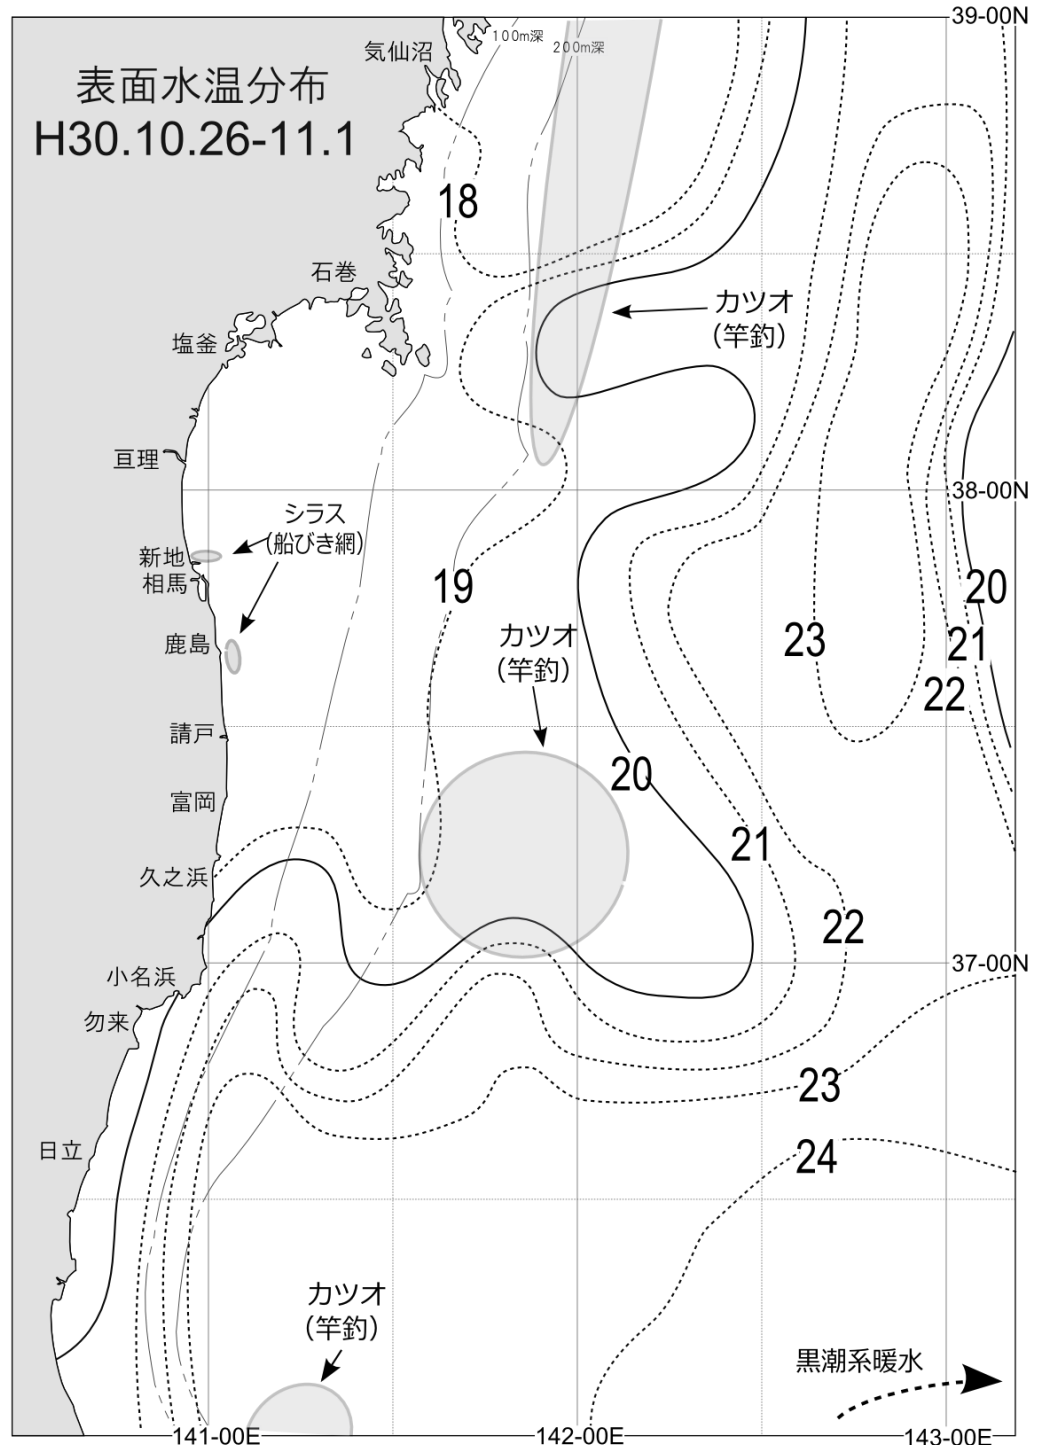 39-00N
100m深
200m深
気仙沼
表面水温分布
H30.10.26-11.1
18
石巻
カツオ
(竿釣)
塩釜
亘理
38-00N
シラス
(船びき網)
新地
相馬
19
20
カツオ
(竿釣)
23
21
鹿島
22
請戸
20
富岡
21
久之浜
22
37-00N
小名浜
勿来
23
日立
24
カツオ
(竿釣)
黒潮系暖水
141-00E
142-00E
143-00E